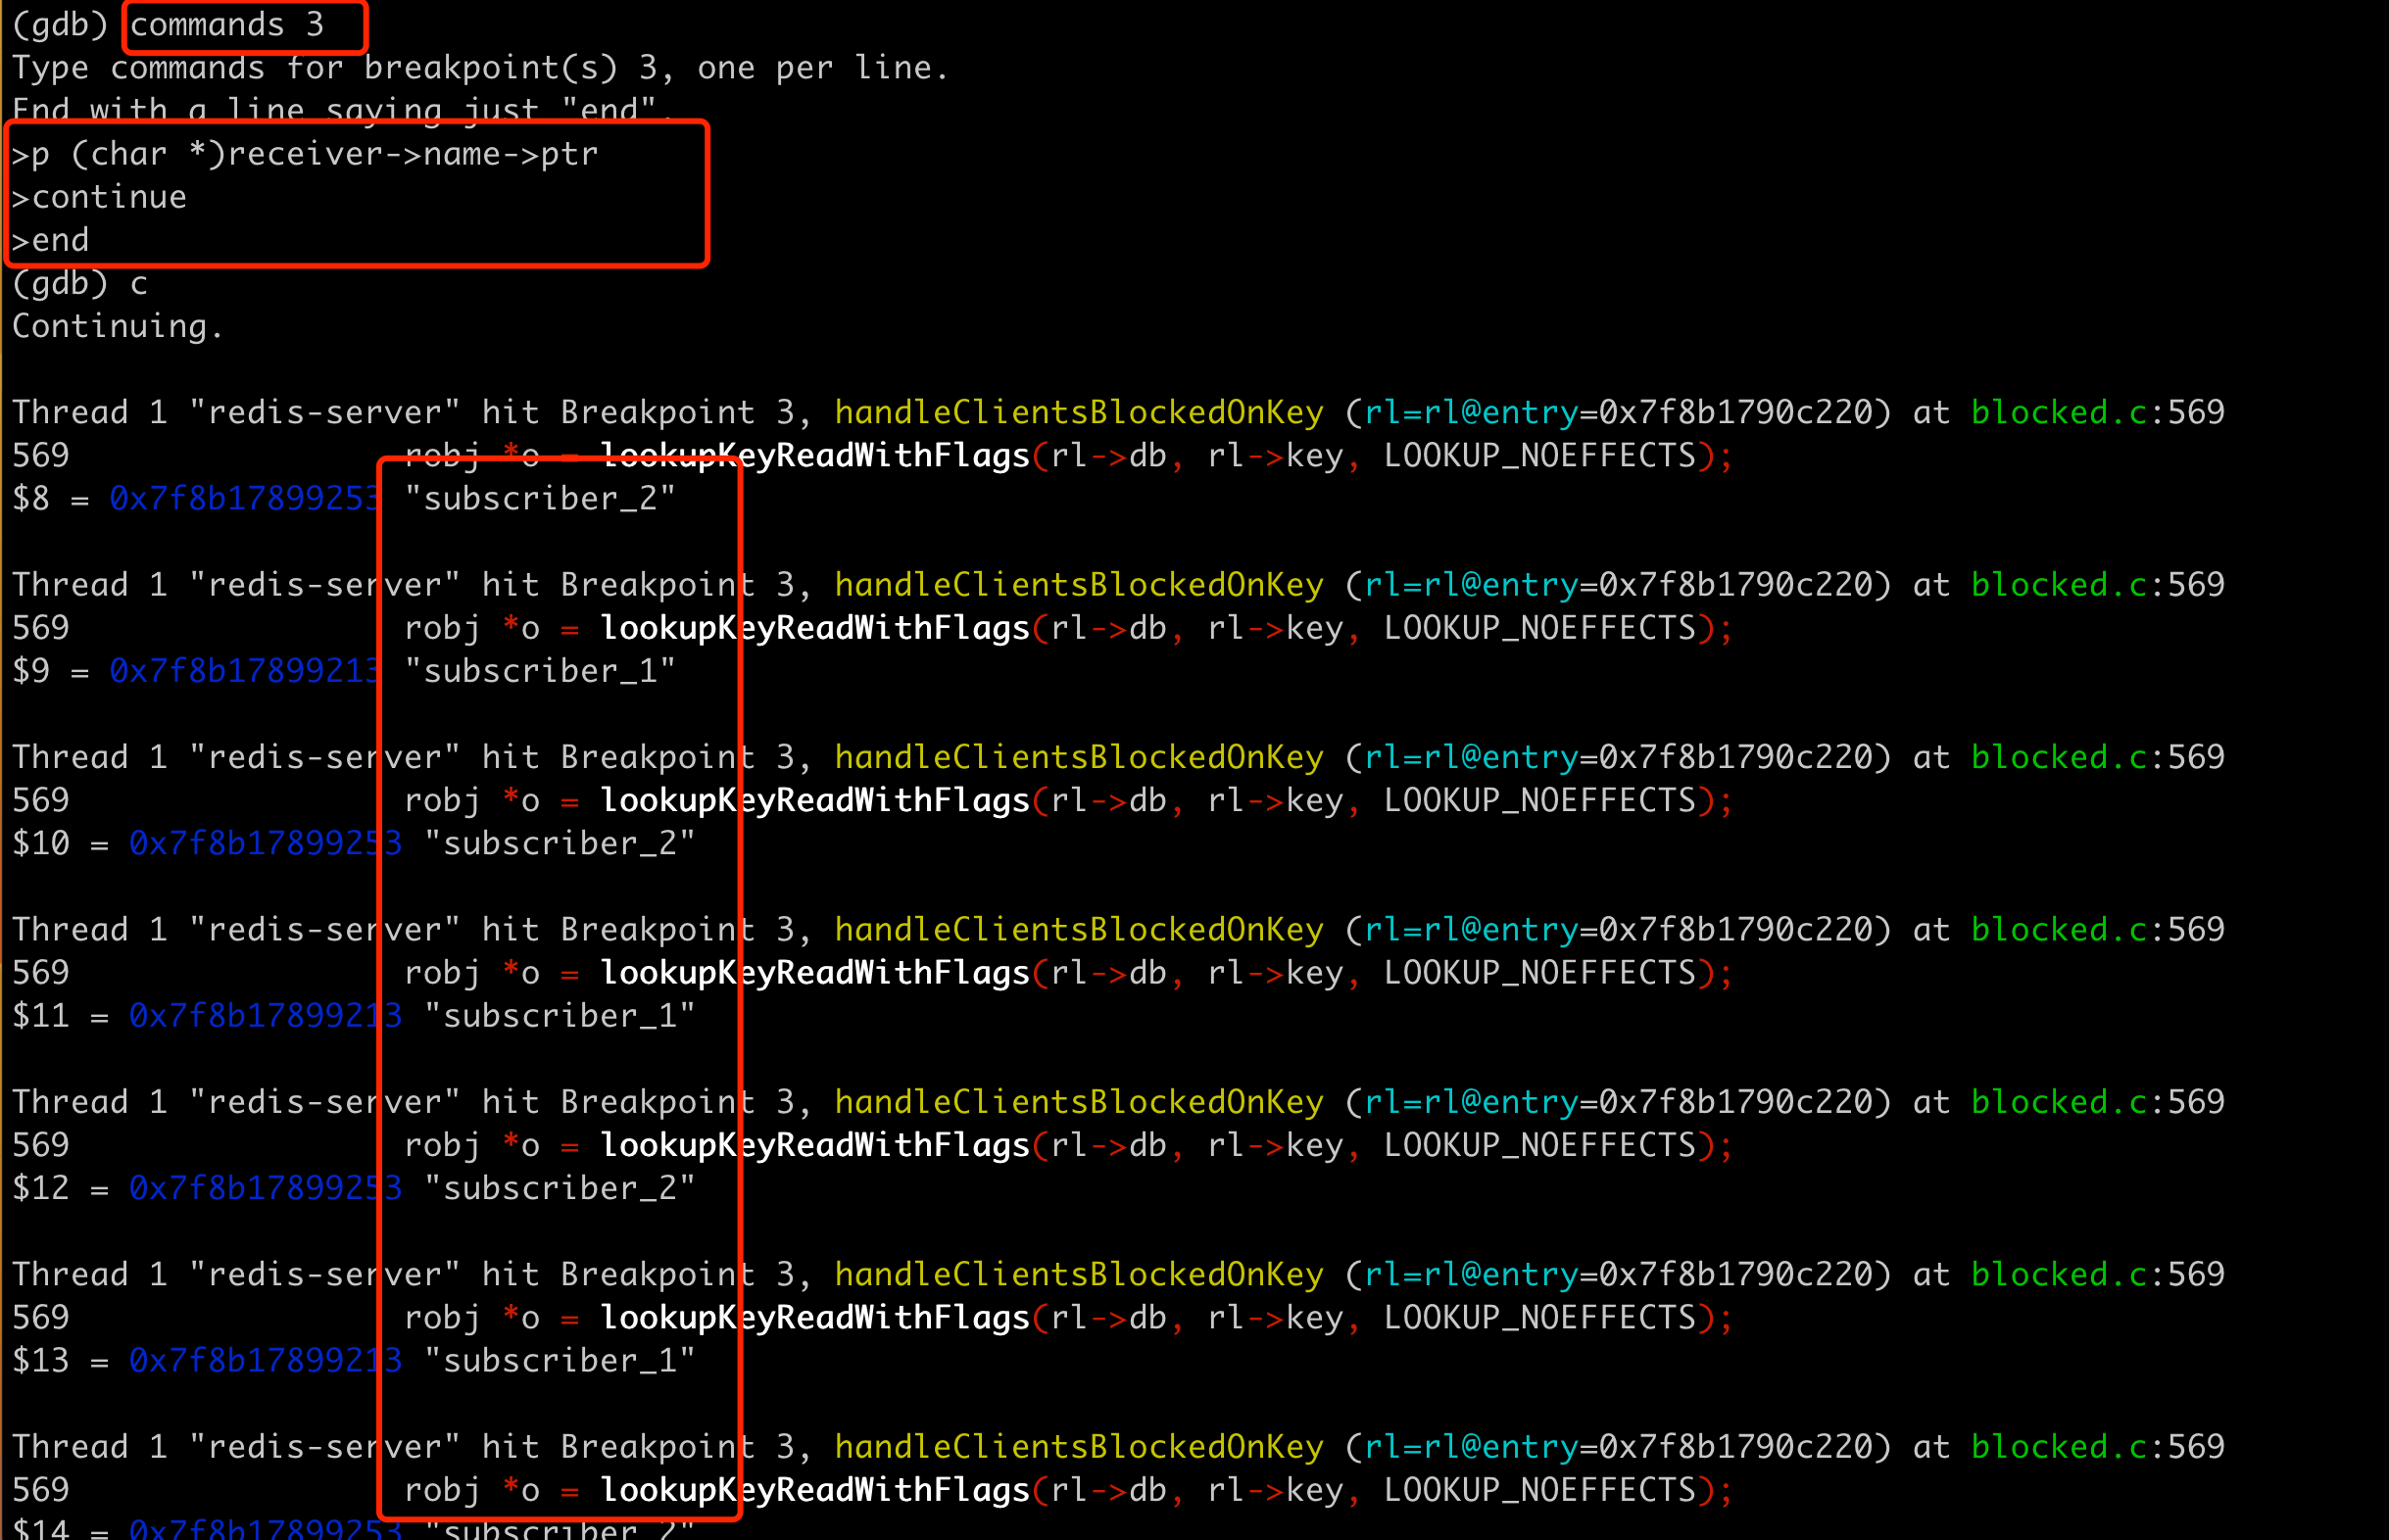 (gdb) commands 3
Type commands for breakpoint(s) 3, one per line.
End with a line saying just "end".
>p (char *)receiver->name->ptr
>continue
>end
(gdb) c
Continuing.
Thread 1 "redis-server" hit Breakpoint 3, handleClientsBlockedOnKey (rl=rl@entry=0x7f8b1790c220) at blocked.c:569
569                 robj *o = lookupKeyReadWithFlags(rl->db, rl->key, LOOKUP_NOEFFECTS);
$8 = 0x7f8b17899253 "subscriber_2"
Thread 1 "redis-server" hit Breakpoint 3, handleClientsBlockedOnKey (rl=rl@entry=0x7f8b1790c220) at blocked.c:569
569                 robj *o = lookupKeyReadWithFlags(rl->db, rl->key, LOOKUP_NOEFFECTS);
$9 = 0x7f8b17899213 "subscriber_1"
Thread 1 "redis-server" hit Breakpoint 3, handleClientsBlockedOnKey (rl=rl@entry=0x7f8b1790c220) at blocked.c:569
569                 robj *o = lookupKeyReadWithFlags(rl->db, rl->key, LOOKUP_NOEFFECTS);
$10 = 0x7f8b17899253 "subscriber_2"
Thread 1 "redis-server" hit Breakpoint 3, handleClientsBlockedOnKey (rl=rl@entry=0x7f8b1790c220) at blocked.c:569
569                 robj *o = lookupKeyReadWithFlags(rl->db, rl->key, LOOKUP_NOEFFECTS);
$11 = 0x7f8b17899213 "subscriber_1"
Thread 1 "redis-server" hit Breakpoint 3, handleClientsBlockedOnKey (rl=rl@entry=0x7f8b1790c220) at blocked.c:569
569                 robj *o = lookupKeyReadWithFlags(rl->db, rl->key, LOOKUP_NOEFFECTS);
$12 = 0x7f8b17899253 "subscriber_2"
Thread 1 "redis-server" hit Breakpoint 3, handleClientsBlockedOnKey (rl=rl@entry=0x7f8b1790c220) at blocked.c:569
569                 robj *o = lookupKeyReadWithFlags(rl->db, rl->key, LOOKUP_NOEFFECTS);
$13 = 0x7f8b17899213 "subscriber_1"
Thread 1 "redis-server" hit Breakpoint 3, handleClientsBlockedOnKey (rl=rl@entry=0x7f8b1790c220) at blocked.c:569
569                 robj *o = lookupKeyReadWithFlags(rl->db, rl->key, LOOKUP_NOEFFECTS);
$14 = 0x7f8b17899253 "subscriber_2"